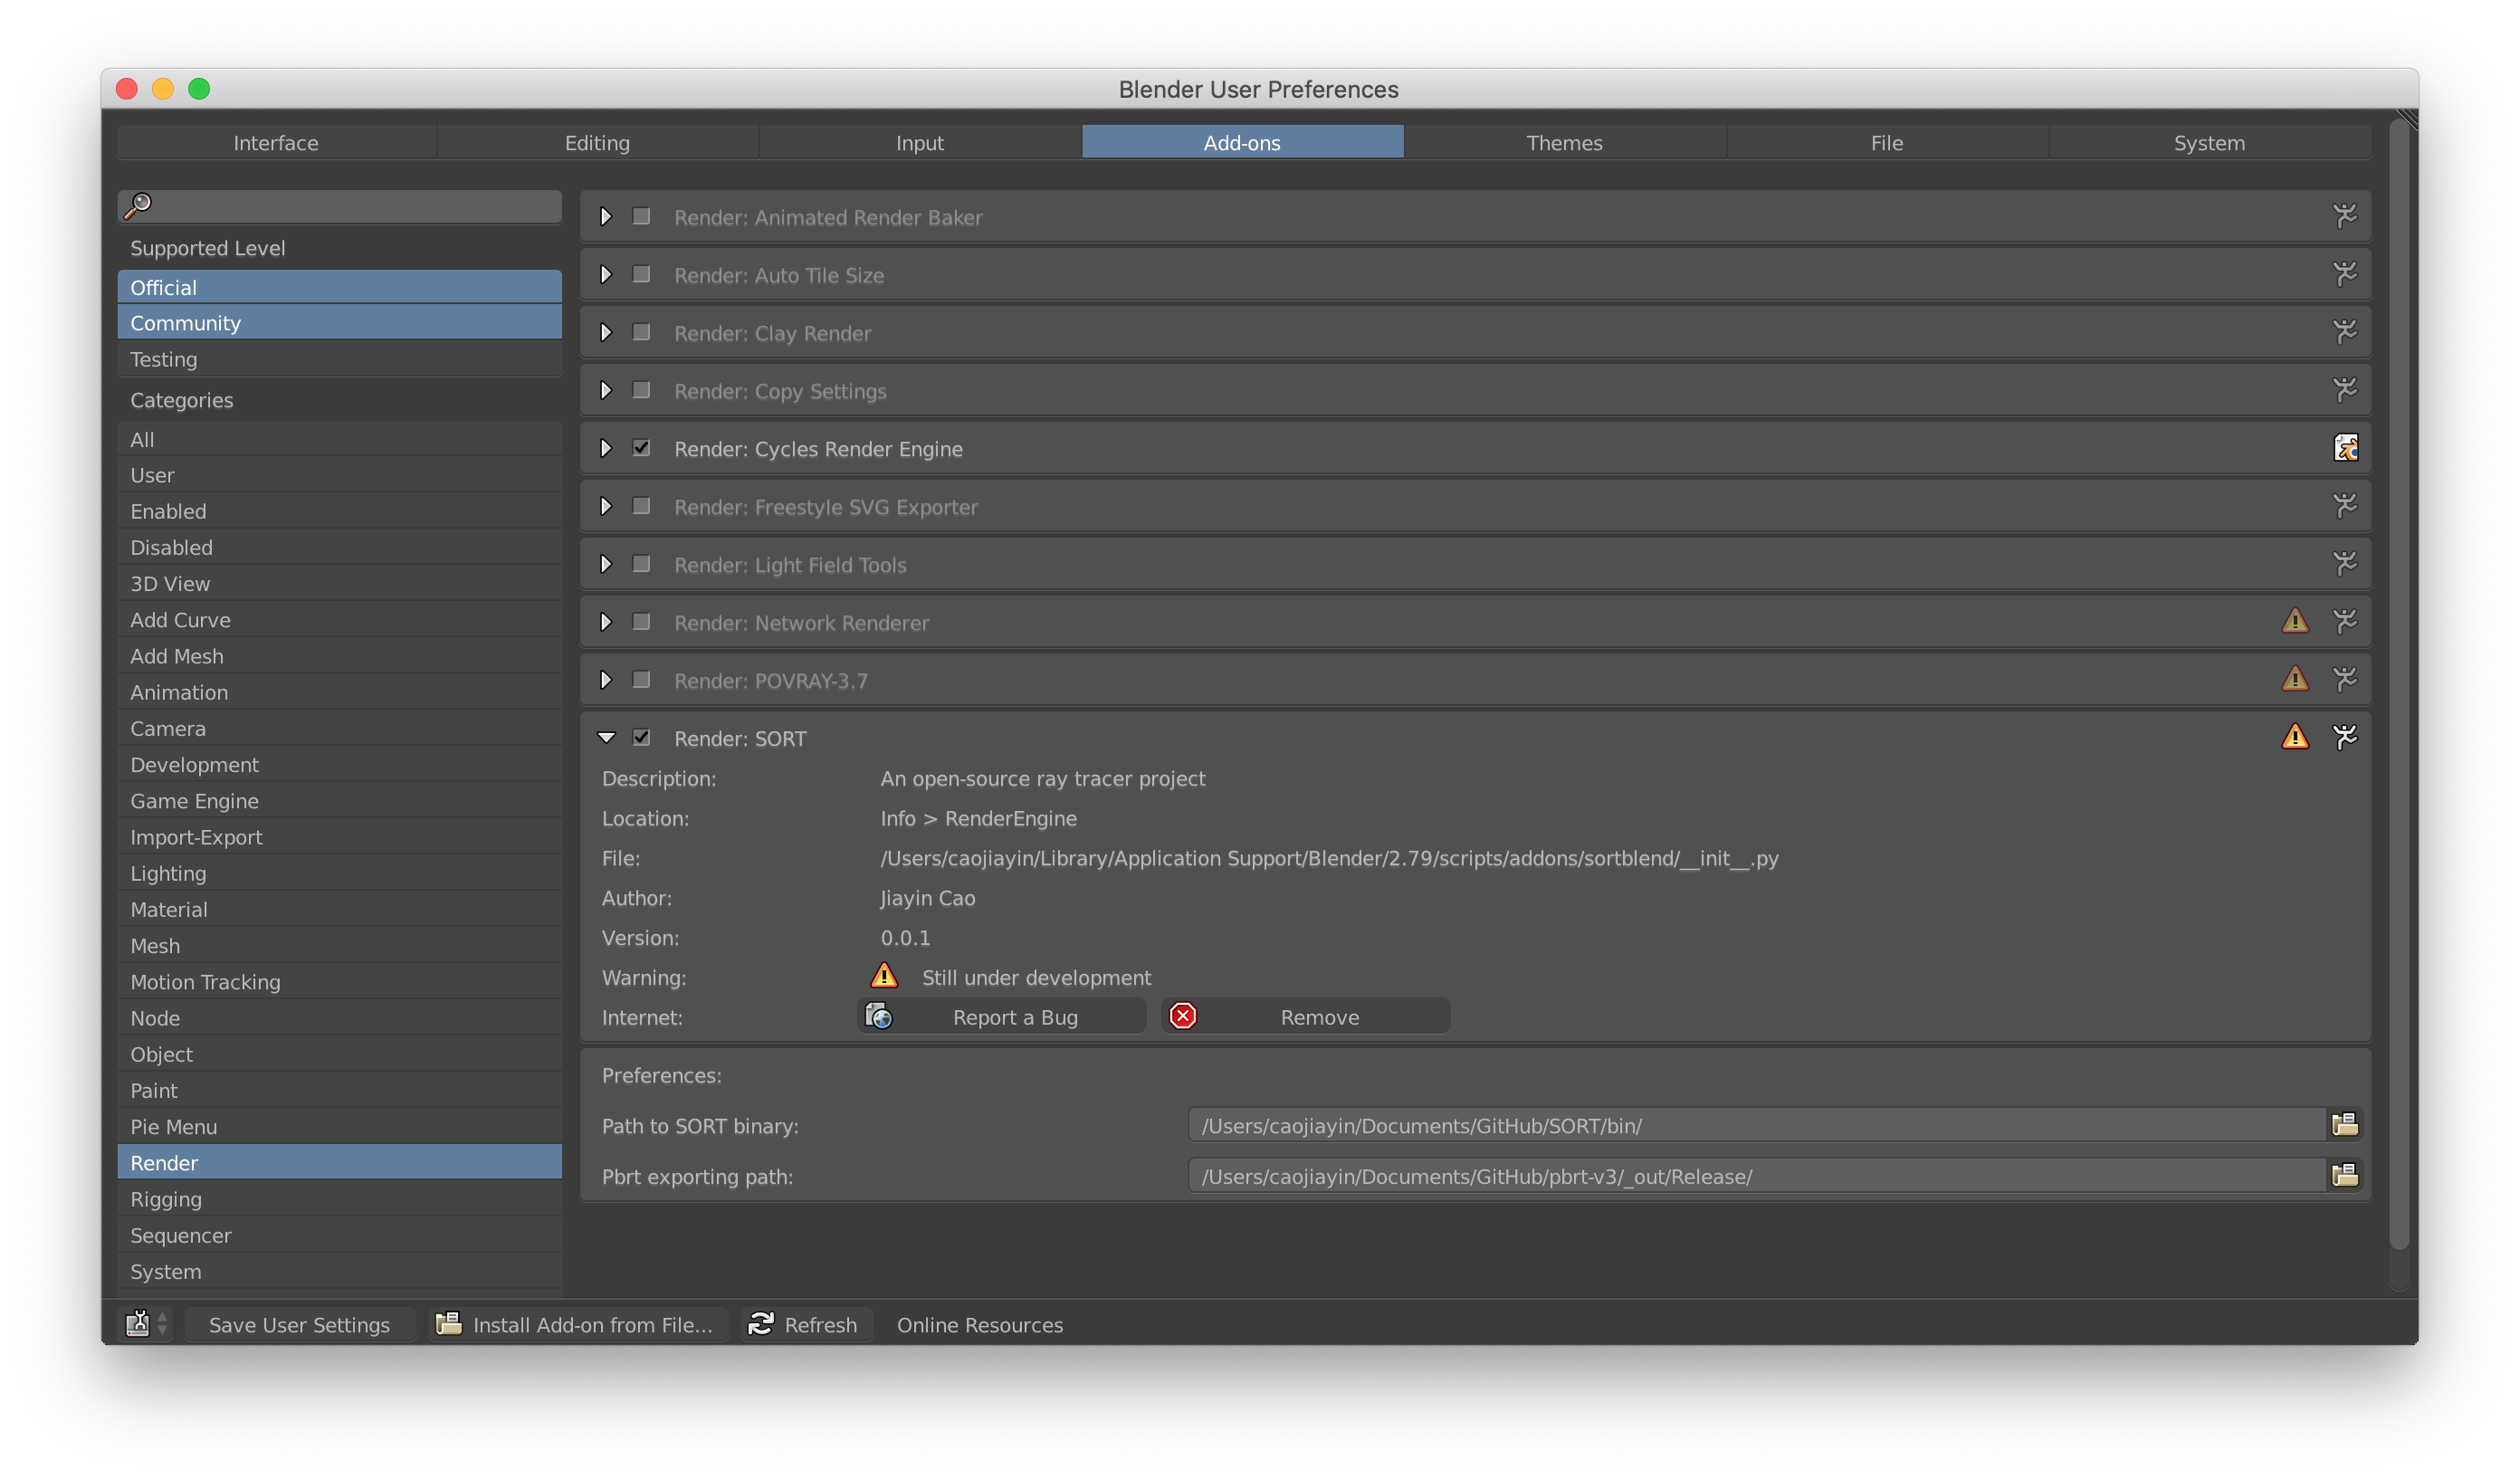 Blender User Preferences
Interface Editing Input Add-ons Themes File System
Supported Level
Official
Community
Testing
Categories
All
User
Enabled
Disabled
3D View
Add Curve
Add Mesh
Animation
Camera
Development
Game Engine
Import-Export
Lighting
Material
Mesh
Motion Tracking
Node
Object
Paint
Pie Menu
Render
Rigging
Sequencer
System
Render: Animated Render Baker
Render: Auto Tile Size
Render: Clay Render
Render: Copy Settings
Render: Cycles Render Engine
Render: Freestyle SVG Exporter
Render: Light Field Tools
Render: Network Renderer
Render: POVRAY-3.7
Render: SORT
Description: An open-source ray tracer project
Location: Info > RenderEngine
File: /Users/caojiayin/Library/Application Support/Blender/2.79/scripts/addons/sortblend/__init__.py
Author: Jiayin Cao
Version: 0.0.1
Warning: Still under development
Internet: Report a Bug Remove
Preferences:
Path to SORT binary: /Users/caojiayin/Documents/GitHub/SORT/bin/
Pbrt exporting path: /Users/caojiayin/Documents/GitHub/pbrt-v3/_out/Release/
Save User Settings Install Add-on from File... Refresh Online Resources